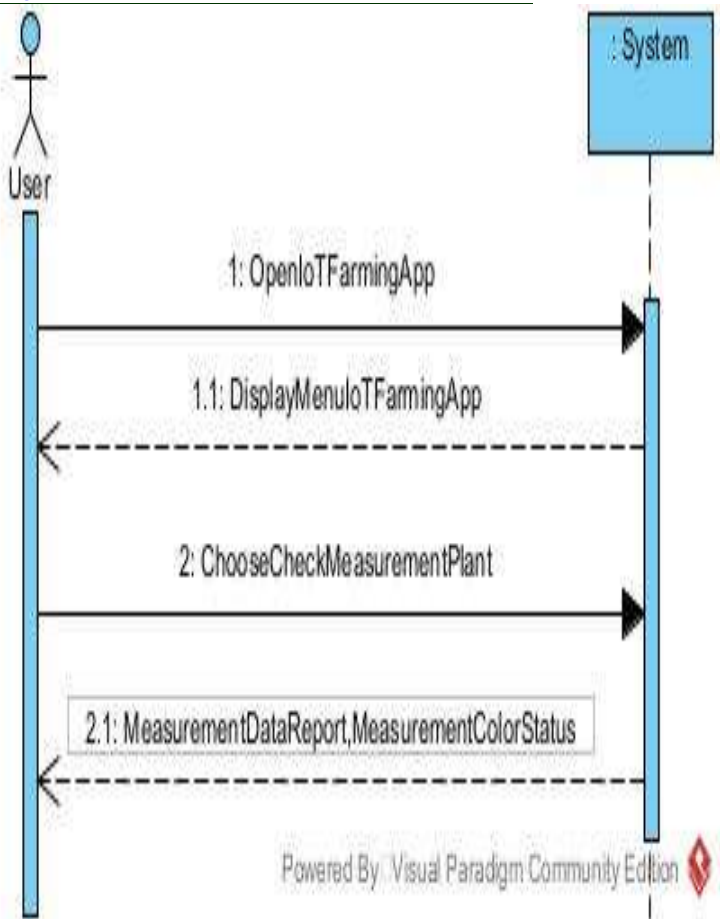 : System
User
1: OpenIoTFarmingApp
1.1: DisplayMenuIoTFarmingApp
2: ChooseCheckMeasurementPlant
2.1: MeasurementDataReport,MeasurementColorStatus
Powered By Visual Paradigm Community Edition